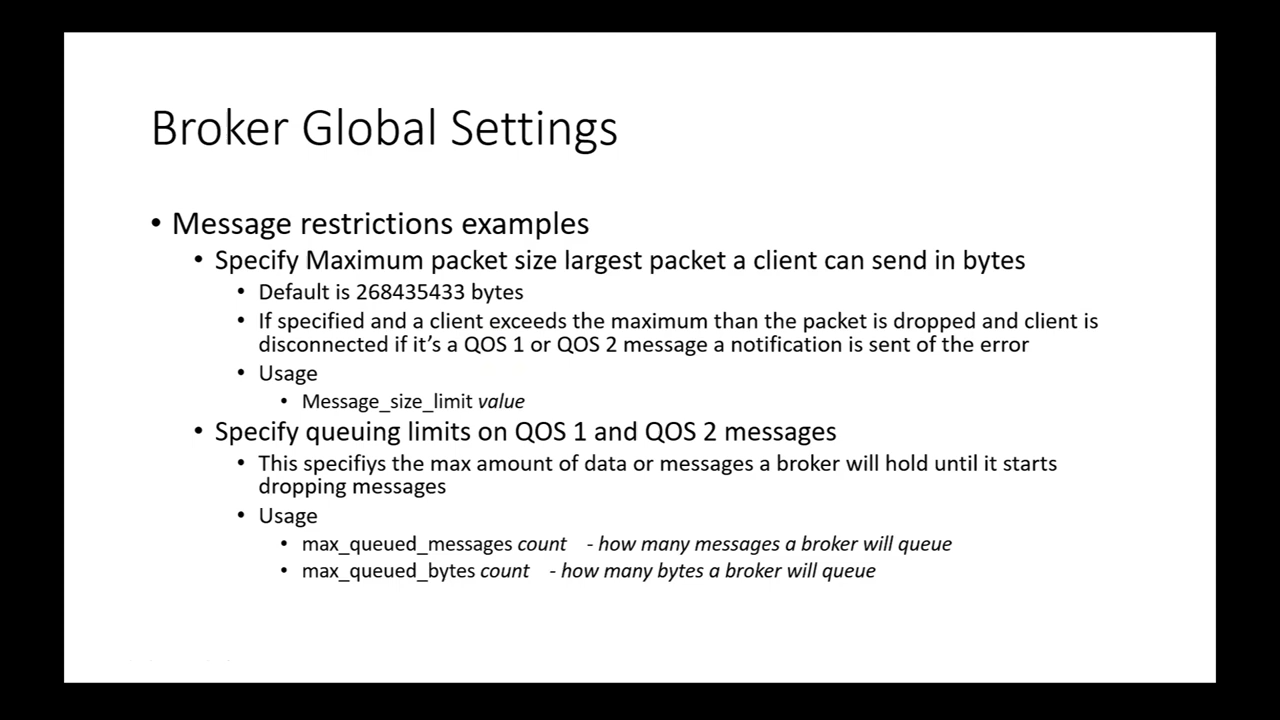 Broker Global Settings
• Message restrictions examples
• Specify Maximum packet size largest packet a client can send in bytes
• Default is 268435433 bytes
• If specified and a client exceeds the maximum than the packet is dropped and client is
disconnected if it’s a QOS 1 or QOS 2 message a notification is sent of the error
• Usage
• Message_size_limit value
• Specify queuing limits on QOS 1 and QOS 2 messages
• This specifiys the max amount of data or messages a broker will hold until it starts
dropping messages
• Usage
• max_queued_messages count - how many messages a broker will queue
• max_queued_bytes count - how many bytes a broker will queue